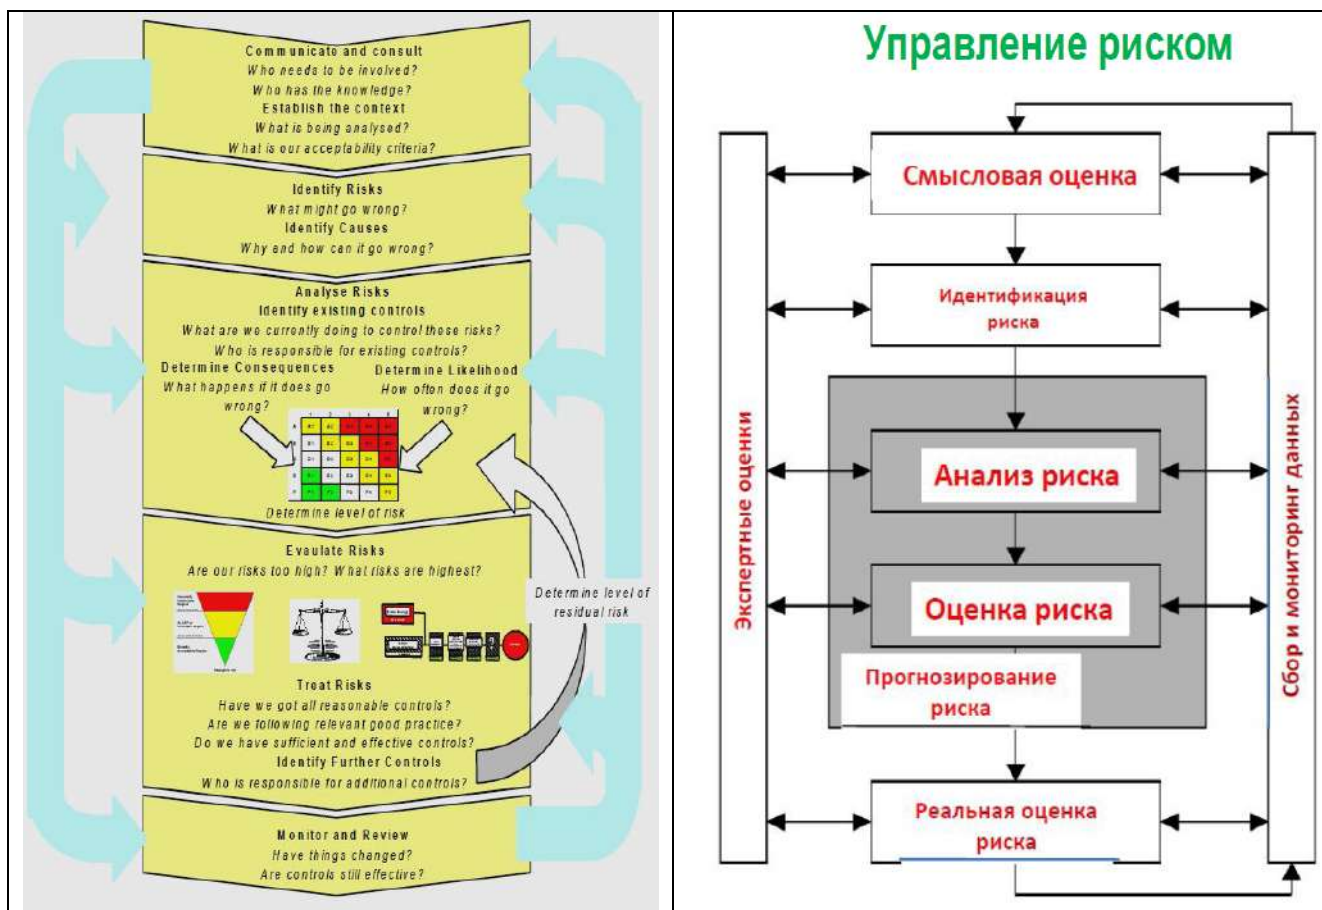 Communicate and consult
Who needs to be involved?
Who has the knowledge?
Establish the context
What is being analysed?
What is our acceptability criteria?
Identify Risks
What might go wrong?
Identify Causes
Why and how can it go wrong?
Analyse Risks
Identify existing controls
What are we currently doing to control these risks?
Who is responsible for existing controls?
Determine Consequences
What happens if it does go
wrong?
Determine Likelihood
How often does it go
wrong?
Determine level of risk
Evaulate Risks
Are our risks too high? What risks are highest?
Determine level of
residual risk
Treat Risks
Have we got all reasonable controls?
Are we following relevant good practice?
Do we have sufficient and effective controls?
Identify Further Controls
Who is responsible for additional controls?
Monitor and Review
Have things changed?
Are controls still effective?
Управление риском
Экспертные оценки
Смысловая оценка
Идентификация
риска
Анализ риска
Оценка риска
Прогнозирование
риска
Реальная оценка
риска
Сбор и мониторинг данных